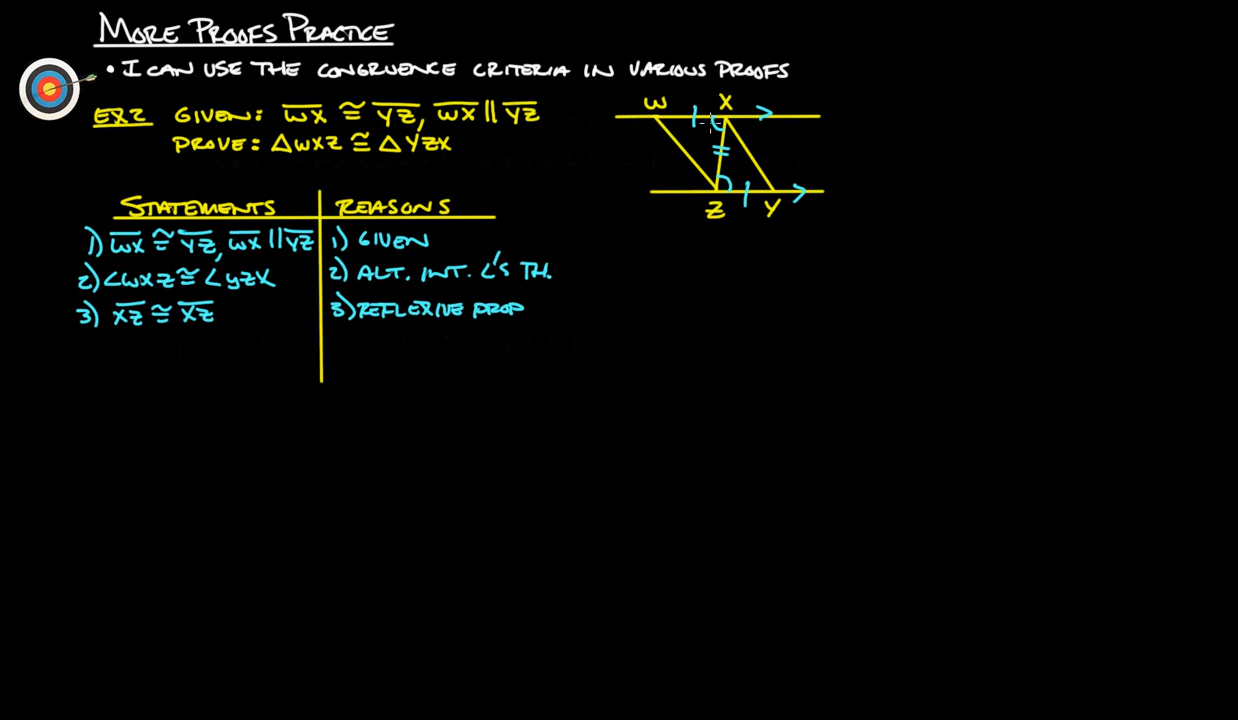 MORE PROOFS PRACTICE
• I CAN USE THE CONGRUENCE CRITERIA IN VARIOUS PROOFS
EX2 GIVEN: WX ≅ YZ, WX || YZ
PROVE: △WXZ ≅ △YZX
W X
Z Y
STATEMENTS REASONS
1) WX ≅ YZ, WX || YZ 1) GIVEN
2) ∠WXZ ≅ ∠YZX 2) ALT. INT. ∠'S TH.
3) XZ ≅ XZ 3) REFLEXIVE PROP